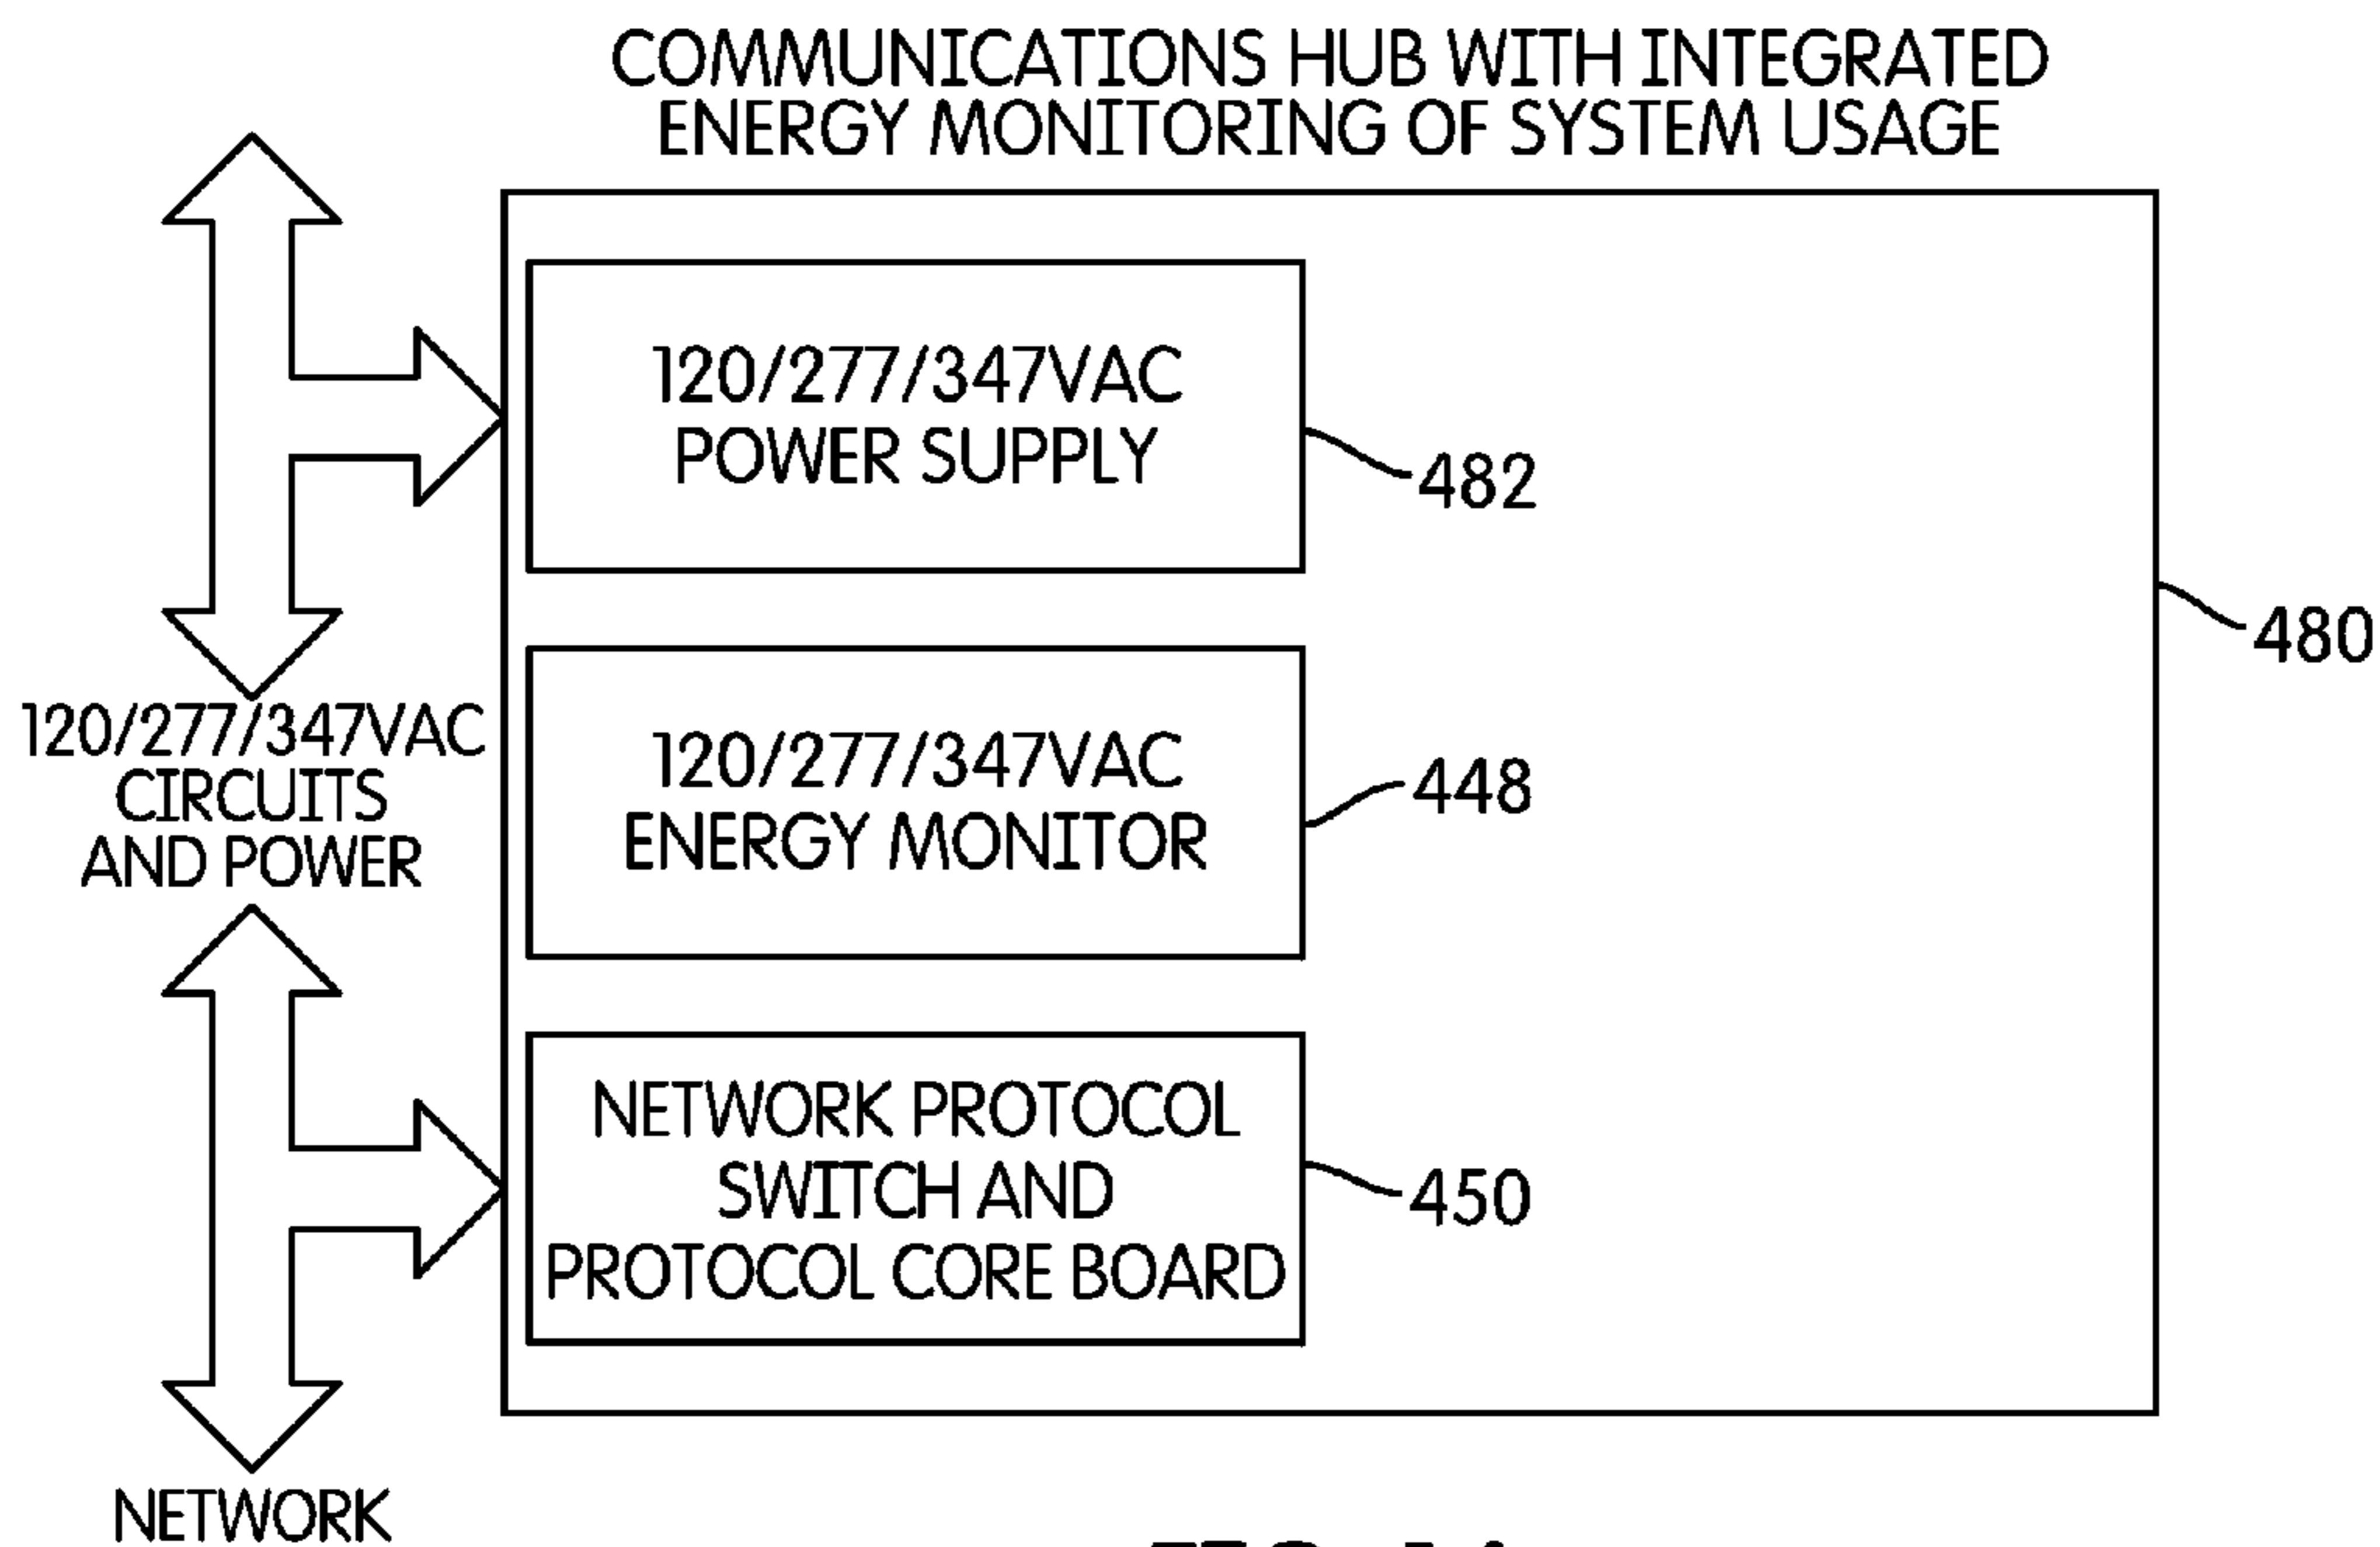 COMMUNICATIONS HUB WITH INTEGRATED
ENERGY MONITORING OF SYSTEM USAGE
120/277/347VAC
POWER SUPPLY
482
480
120/277/347VAC
CIRCUITS
AND POWER
120/277/347VAC
ENERGY MONITOR
448
NETWORK PROTOCOL
SWITCH AND
PROTOCOL CORE BOARD
450
NETWORK